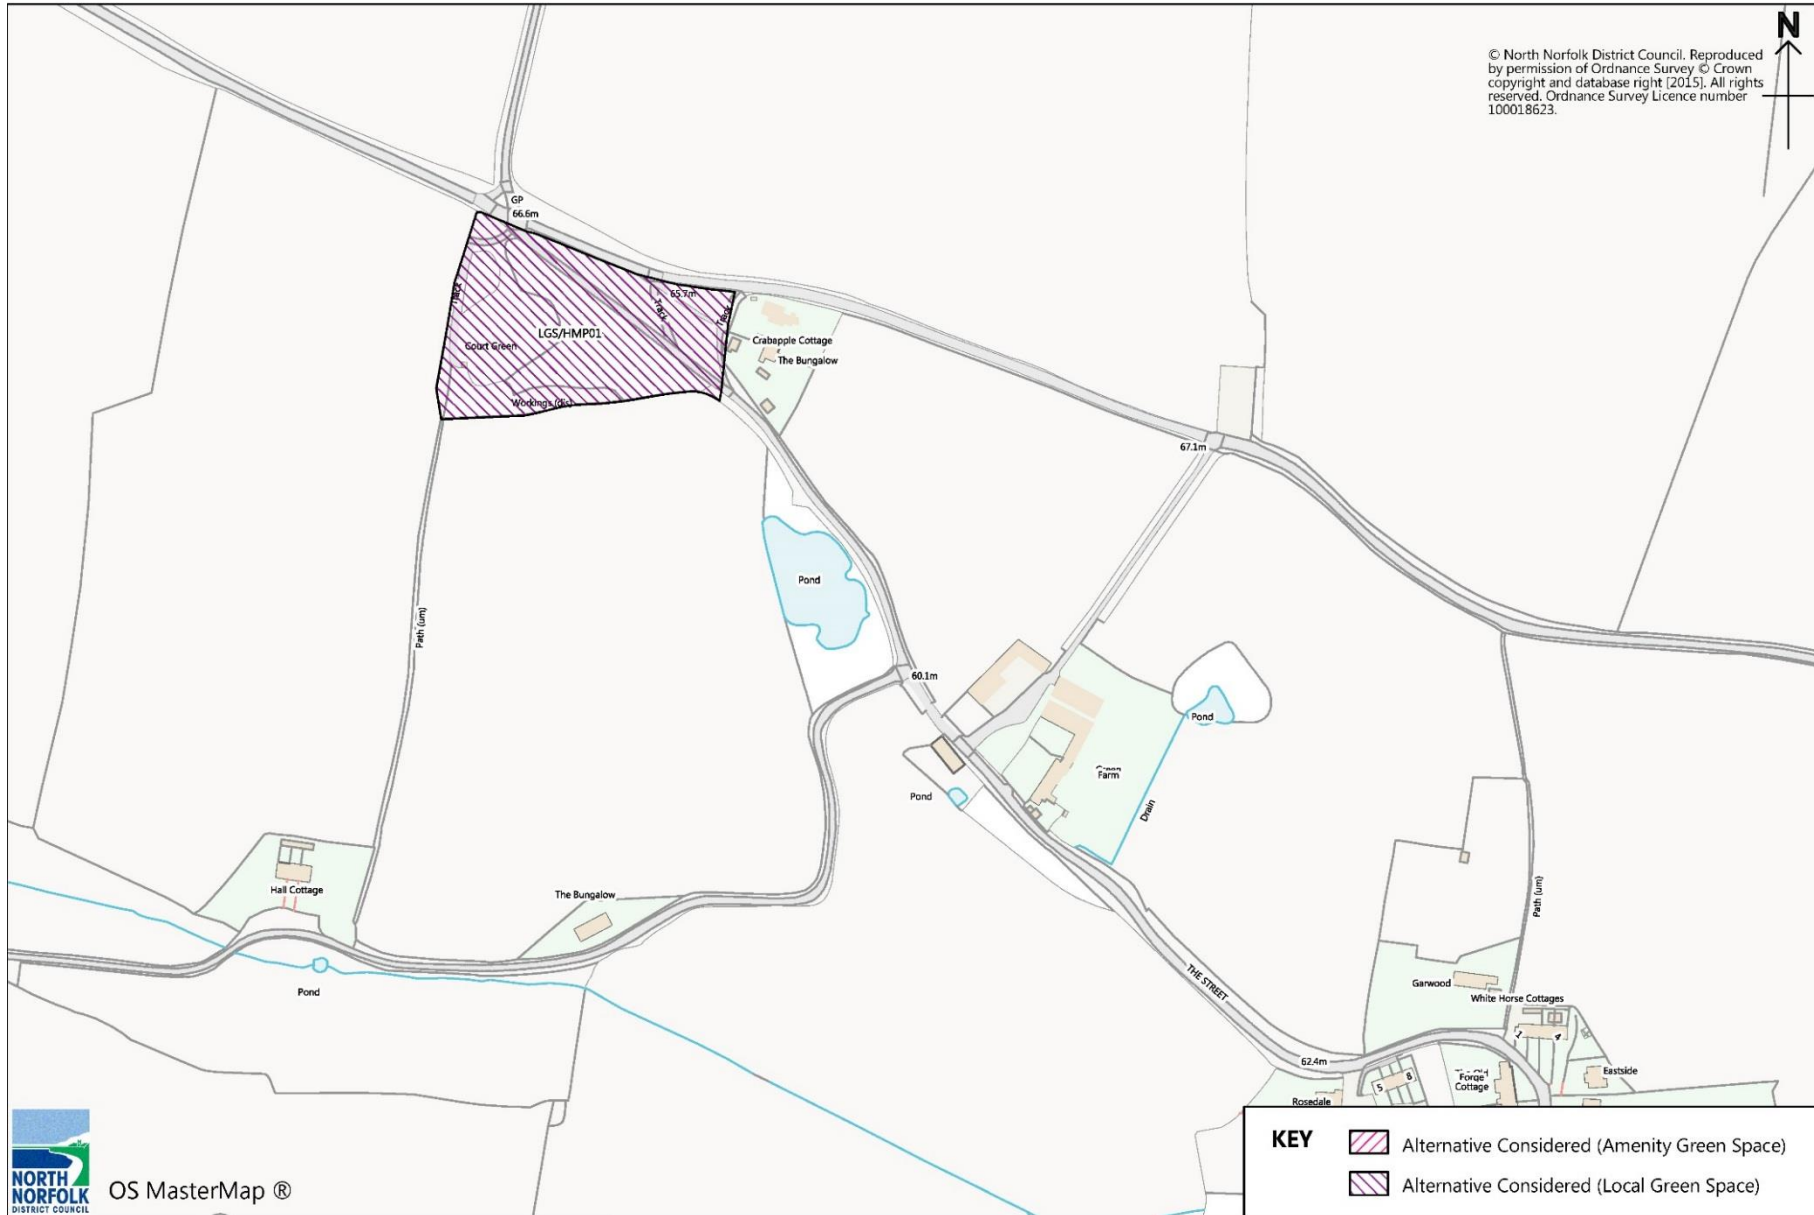 N
© North Norfolk District Council. Reproduced
by permission of Ordnance Survey © Crown
copyright and database right [2015]. All rights
reserved. Ordnance Survey Licence number
100018623.
GP
66.6m
65.7m
Track
Track
Track
LGS/HMP01
Court Green
Workings (dis)
Crabapple Cottage
The Bungalow
67.1m
Pond
Path (um)
60.1m
Pond
Green
Farm
Pond
Drain
Hall Cottage
The Bungalow
Path (um)
Pond
THE STREET
Garwood
White Horse Cottages
1
4
62.4m
5
8
The Old
Forge
Cottage
Eastside
Rosedale
KEY
Alternative Considered (Amenity Green Space)
Alternative Considered (Local Green Space)
NORTH
NORFOLK
DISTRICT COUNCIL
OS MasterMap ®